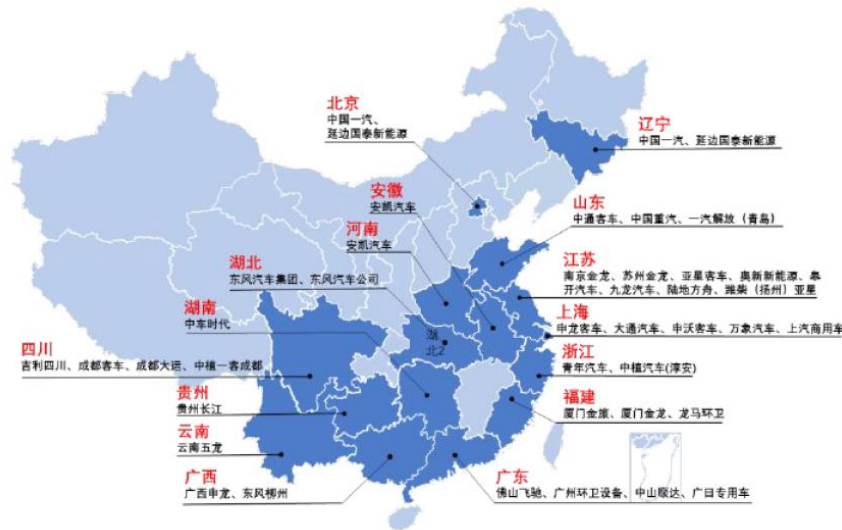 北京
中国一汽、
延边国泰新能源
辽宁
中国一汽、延边国泰新能源
安徽
安凯汽车
山东
中通客车、中国重汽、一汽解放（青岛）
河南
安凯汽车
江苏
南京金龙、苏州金龙、亚星客车、奥新新能源、皋
开汽车、九龙汽车、陆地方舟、潍柴（扬州）亚星
湖北
东风汽车集团、东风汽车公司
上海
申龙客车、大通汽车、申沃客车、万象汽车、上汽商用车
湖南
中车时代
湖
北2
四川
吉利四川、成都客车、成都大运、中植一客成都
浙江
青年汽车、中植汽车(淳安)
贵州
贵州长江
福建
厦门金旅、厦门金龙、龙马环卫
云南
云南五龙
广西
广西申龙、东风柳州
广东
佛山飞驰、广州环卫设备、中山顺达、广日专用车